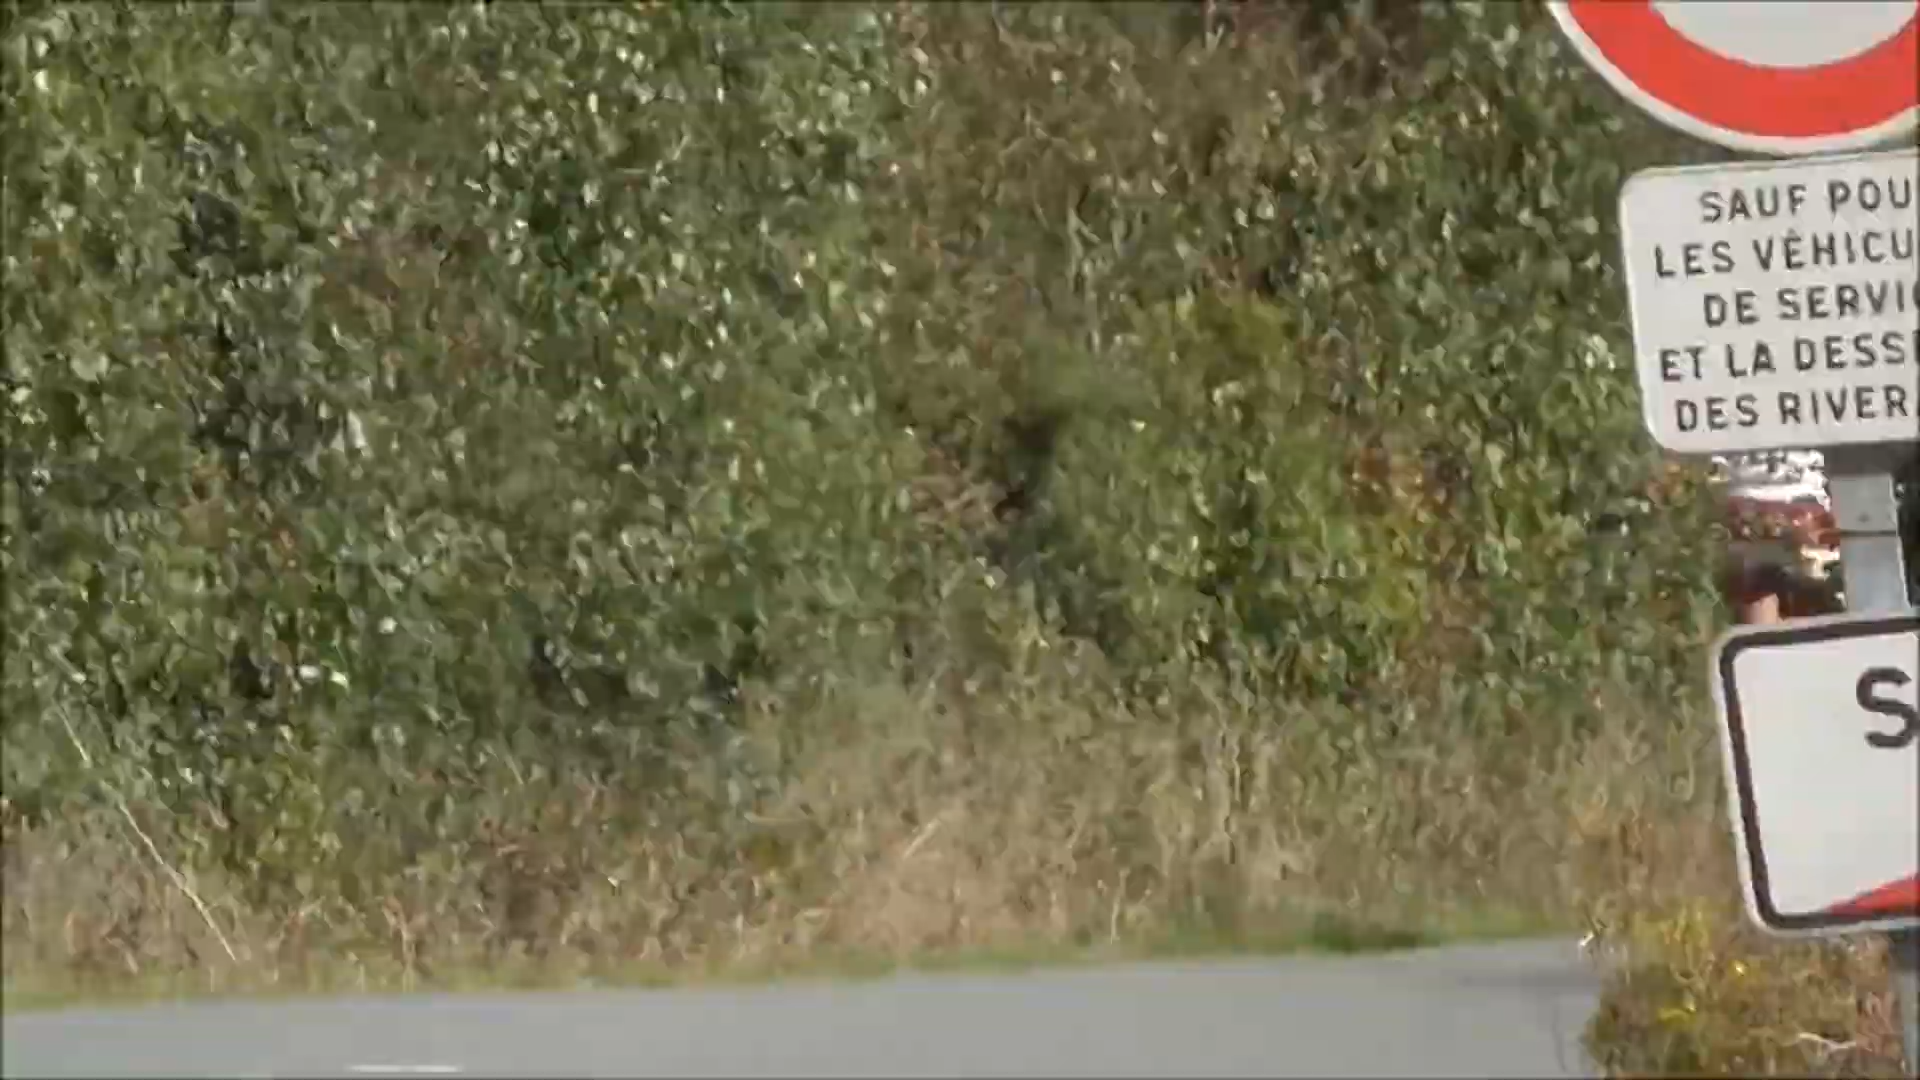 SAUF POU
LES VÉHICU
DE SERVI
ET LA DESS
DES RIVER
S